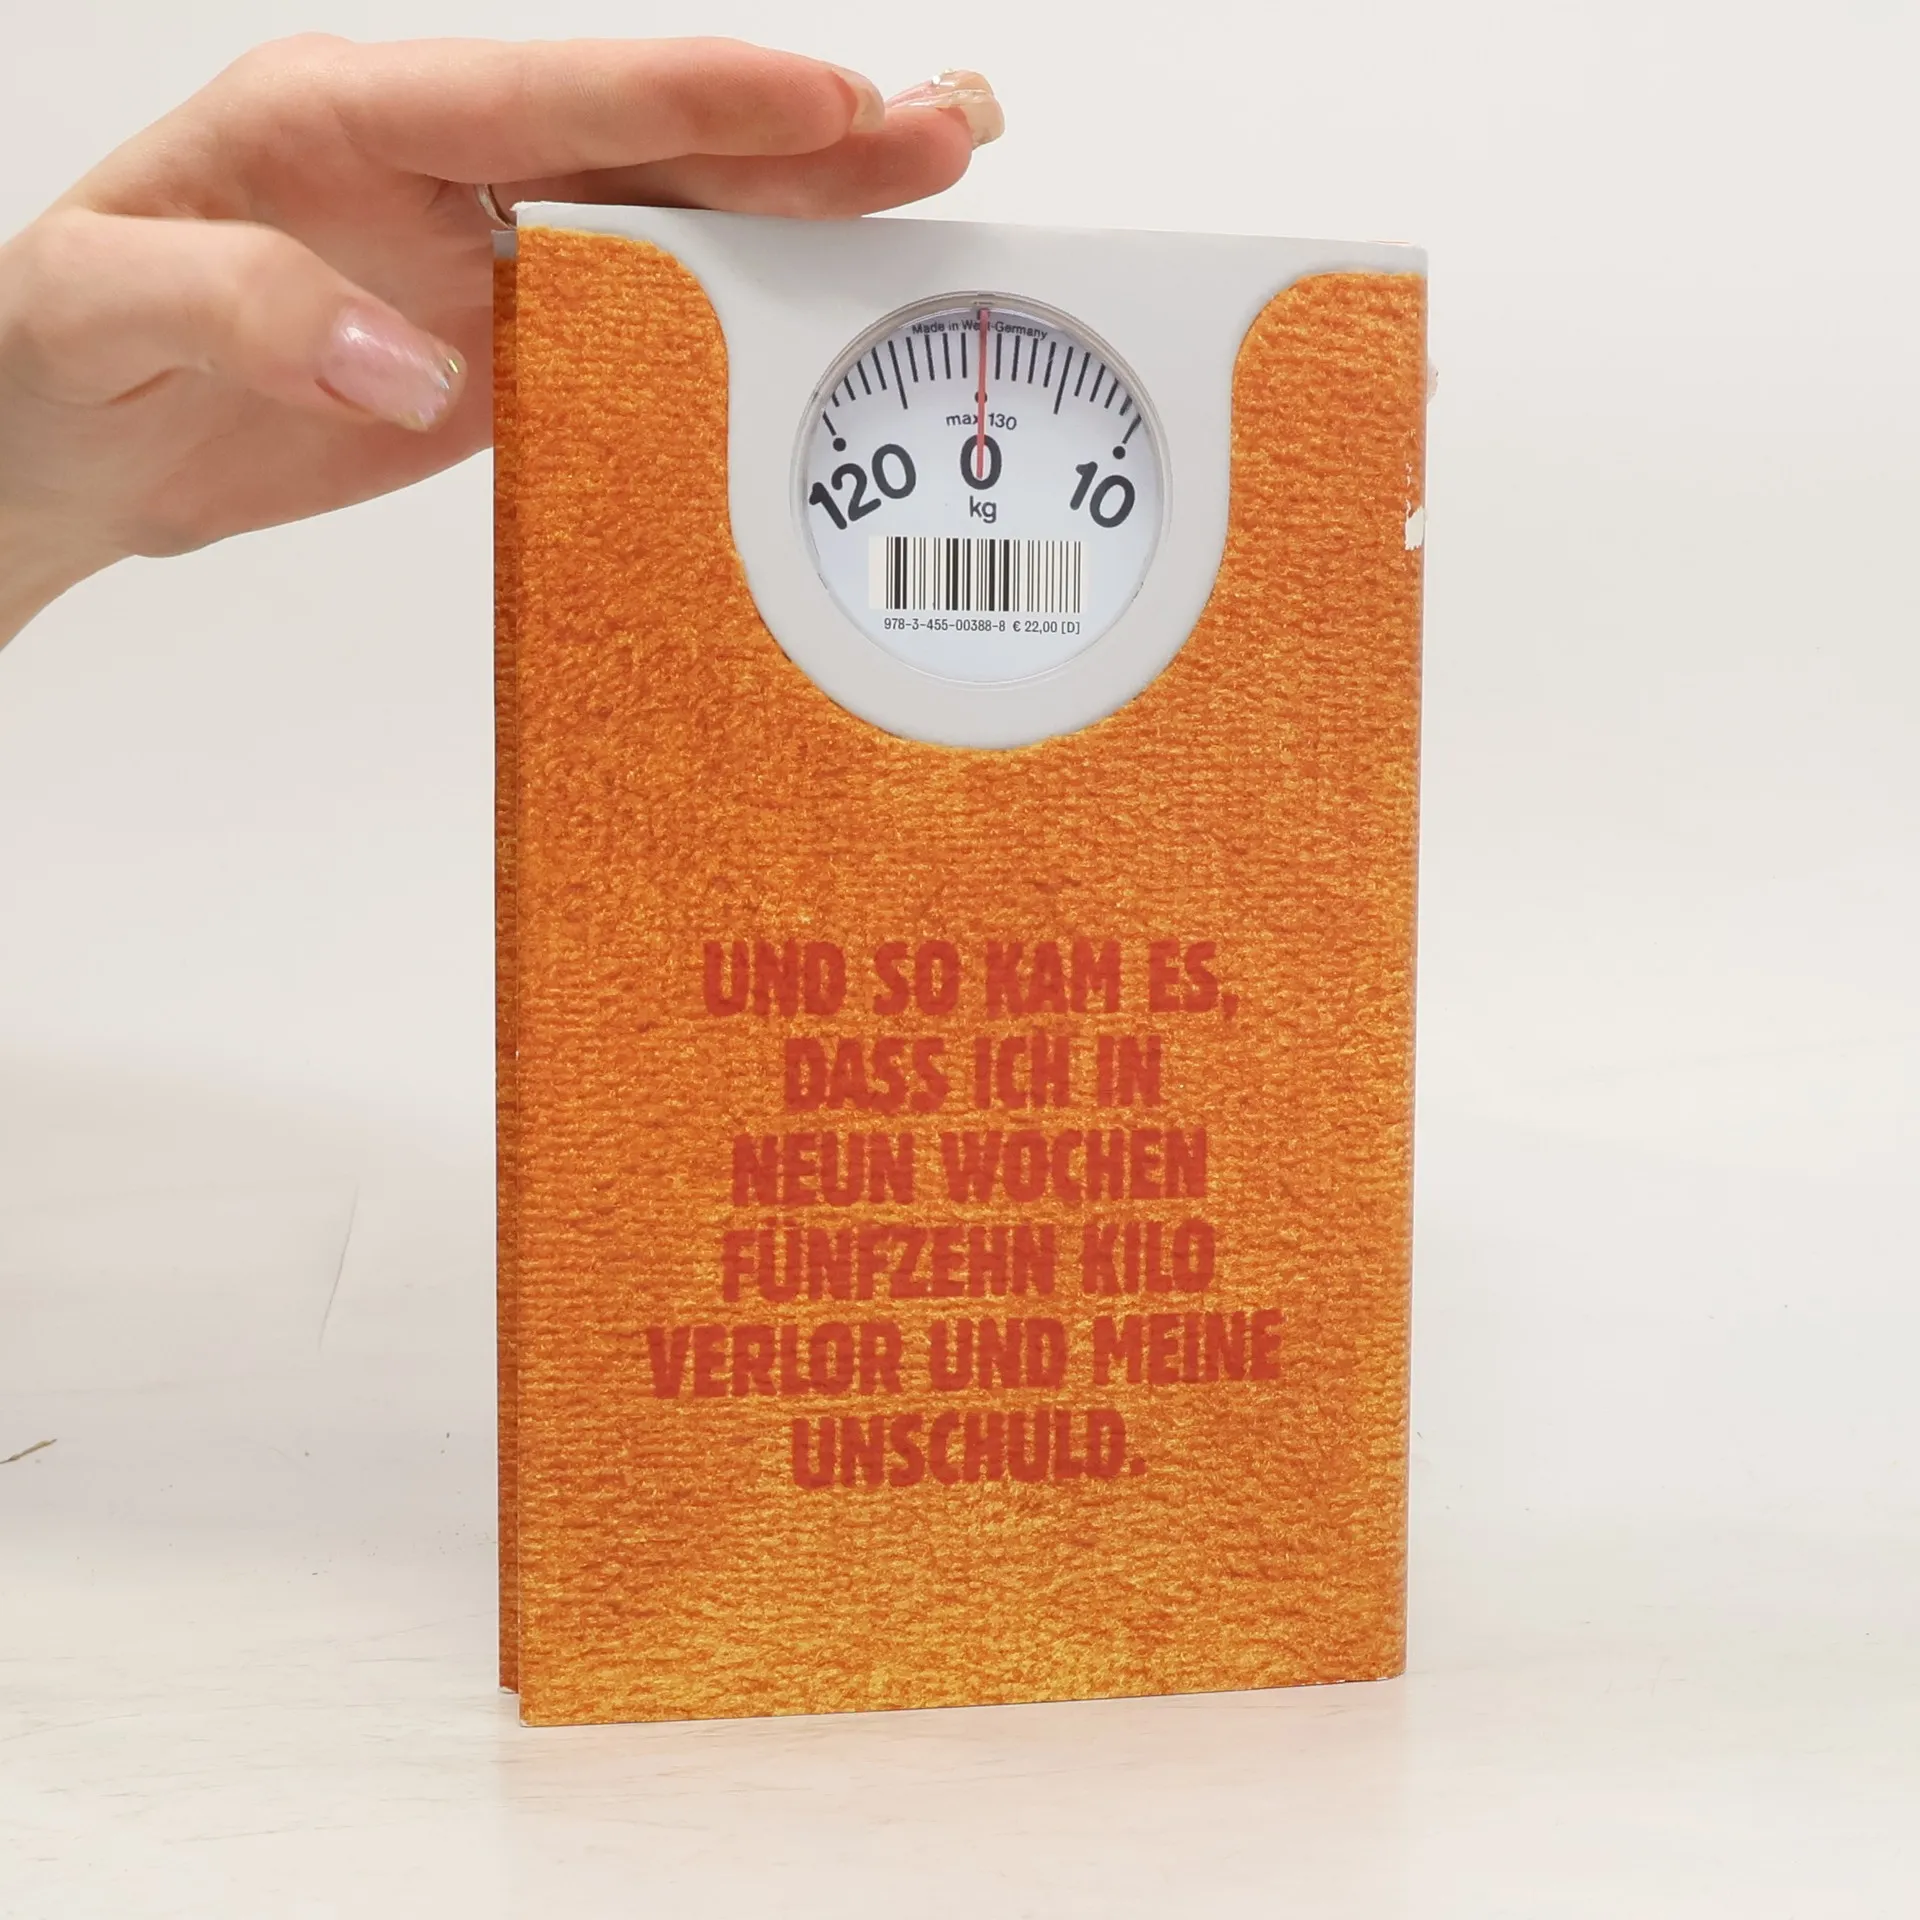 Made in West-Germany
max 130
120 0 10
kg
978-3-455-00388-8 € 22,00 [D]
UND SO KAM ES,
DASS ICH IN
NEUN WOCHEN
FÜNFZEHN KILO
VERLOR UND MEINE
UNSCHULD.